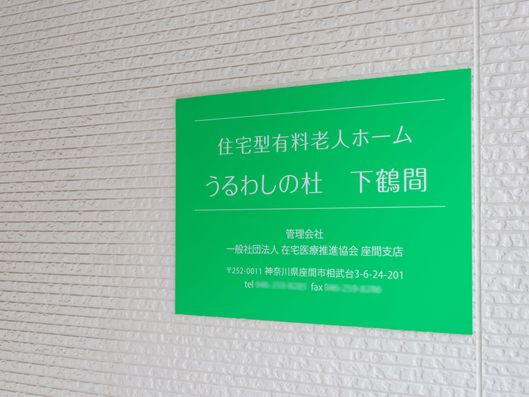 住宅型有料老人ホーム
うるわしの杜　下鶴間
管理会社
一般社団法人 在宅医療推進協会 座間支店
〒252-0011 神奈川県座間市相武台3-6-24-201
tel fax